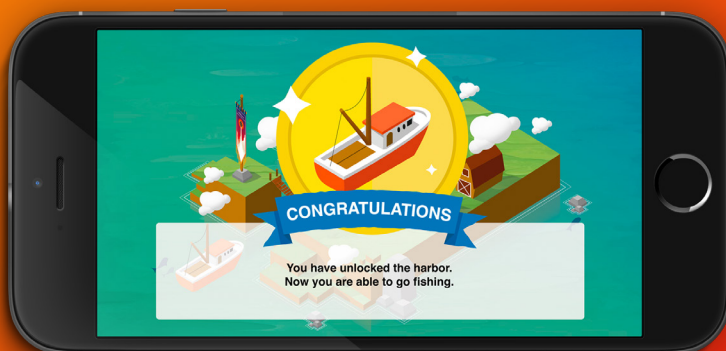 CONGRATULATIONS
You have unlocked the harbor.
Now you are able to go fishing.